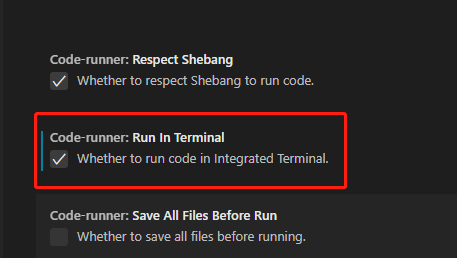 Code-runner: Respect Shebang
Whether to respect Shebang to run code.
Code-runner: Run In Terminal
Whether to run code in Integrated Terminal.
Code-runner: Save All Files Before Run
Whether to save all files before running.